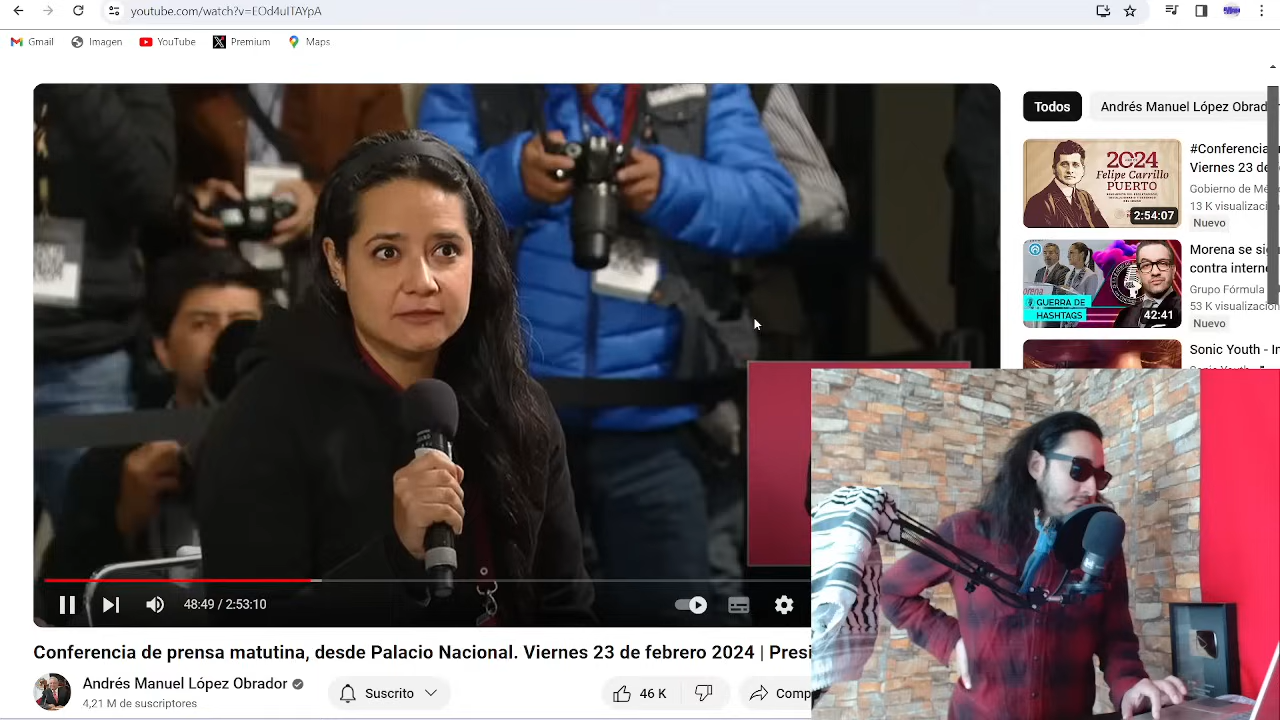 youtube.com/watch?v=EOd4ulTAYpA
Gmail
Imagen
YouTube
Premium
Maps
Todos
Andrés Manuel López Obrad
2024
Felipe Carrillo
PUERTO
2:54:07
#Conferencia
Viernes 23 de
Gobierno de Mé
13 K visualizaci
Nuevo
GUERRA DE
HASHTAGS
42:41
Morena se si
contra intern
Grupo Fórmula
53 K visualizacio
Nuevo
Sonic Youth - I
48:49 / 2:53:10
Conferencia de prensa matutina, desde Palacio Nacional. Viernes 23 de febrero 2024 | Presi
Andrés Manuel López Obrador
4,21 M de suscriptores
Suscrito
46 K
Comp